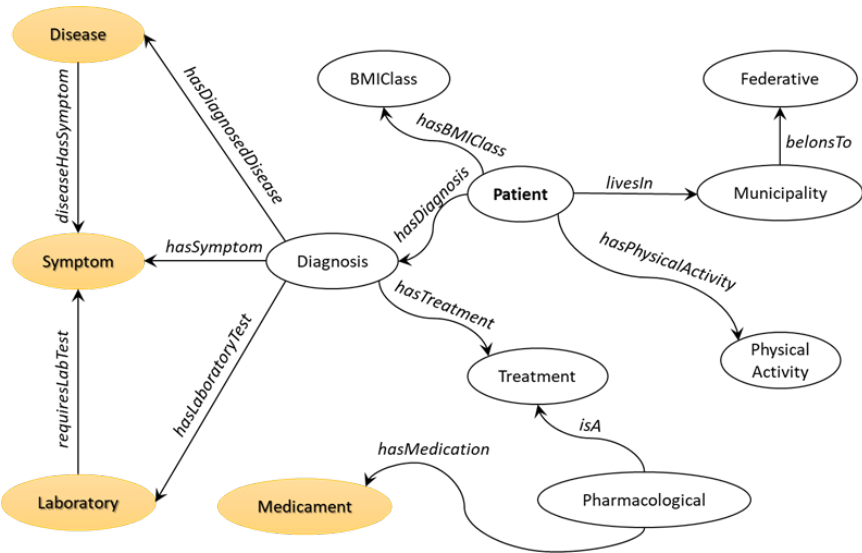 Disease
hasDiagnosedDisease
diseaseHasSymptom
BMIClass
Federative
hasBMIClass
belonsTo
Patient
livesIn
Municipality
hasDiagnosis
hasSymptom
Symptom
Diagnosis
hasPhysicalActivity
hasTreatment
requiresLabTest
hasLaboratoryTest
Physical
Activity
Treatment
isA
hasMedication
Laboratory
Medicament
Pharmacological